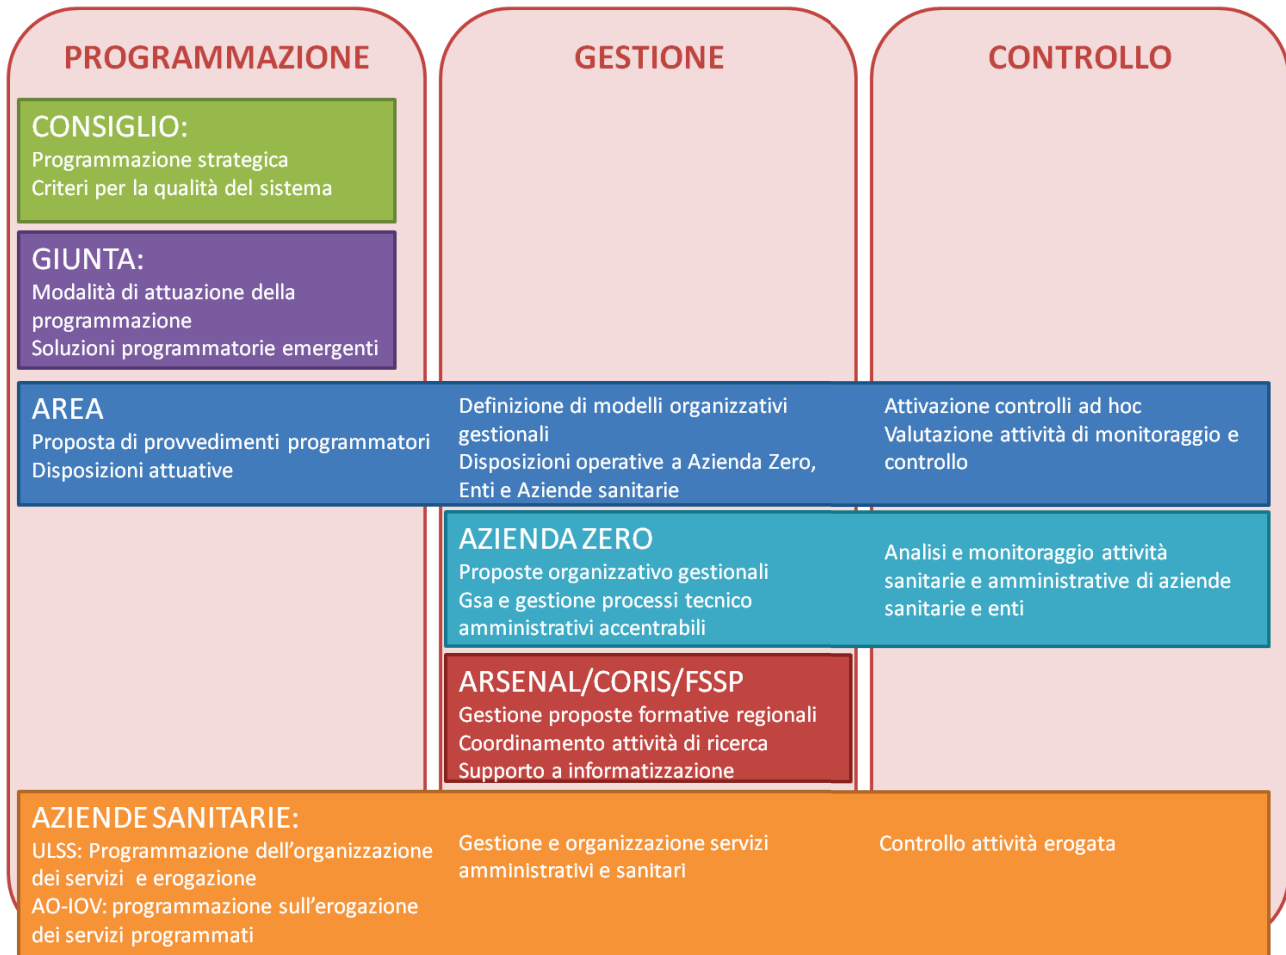 PROGRAMMAZIONE
GESTIONE
CONTROLLO
CONSIGLIO:
Programmazione strategica
Criteri per la qualità del sistema
GIUNTA:
Modalità di attuazione della
programmazione
Soluzioni programmatorie emergenti
AREA
Proposta di provvedimenti programmatori
Disposizioni attuative
Definizione di modelli organizzativi
gestionali
Disposizioni operative a Azienda Zero,
Enti e Aziende sanitarie
Attivazione controlli ad hoc
Valutazione attività di monitoraggio e
controllo
AZIENDA ZERO
Proposte organizzativo gestionali
Gsa e gestione processi tecnico
amministrativi accentrabili
Analisi e monitoraggio attività
sanitarie e amministrative di aziende
sanitarie e enti
ARSENAL/CORIS/FSSP
Gestione proposte formative regionali
Coordinamento attività di ricerca
Supporto a informatizzazione
AZIENDE SANITARIE:
ULSS: Programmazione dell'organizzazione
dei servizi e erogazione
AO-IOV: programmazione sull'erogazione
dei servizi programmati
Gestione e organizzazione servizi
amministrativi e sanitari
Controllo attività erogata